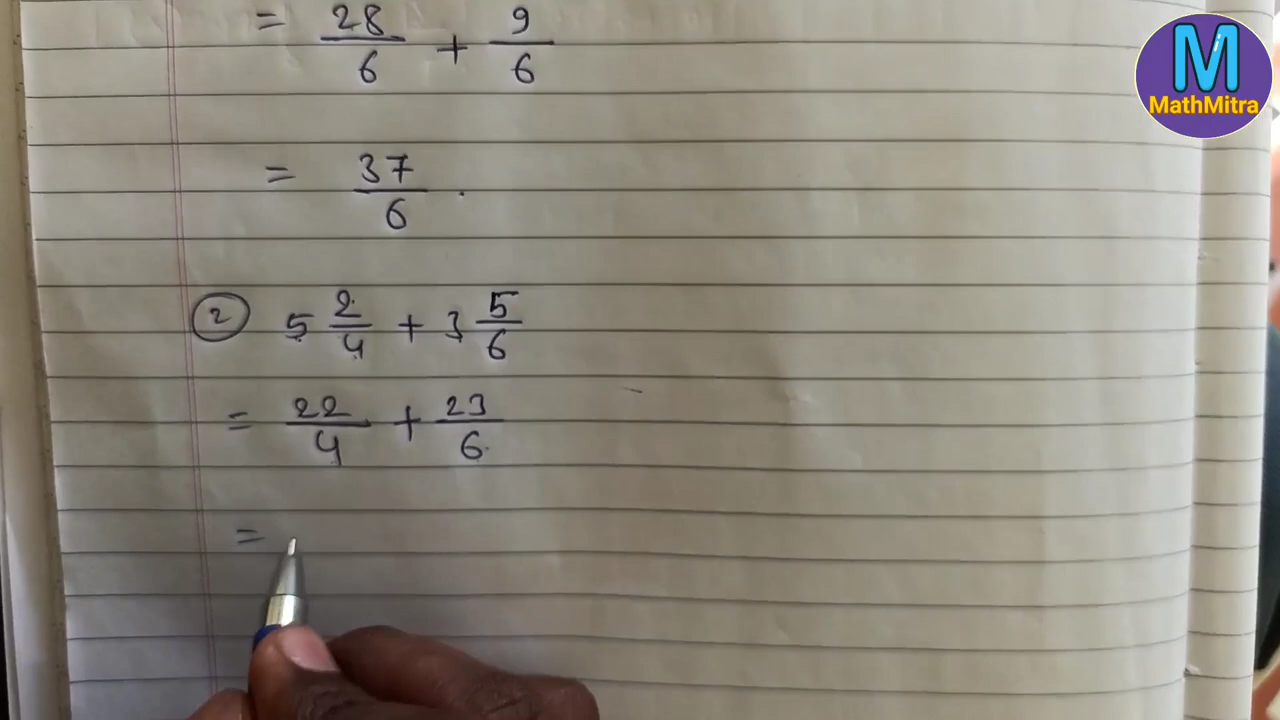 = 28/6 + 9/6
M
MathMitra
= 37/6 .
2 5 2/4 + 3 5/6
= 22/4 + 23/6
=